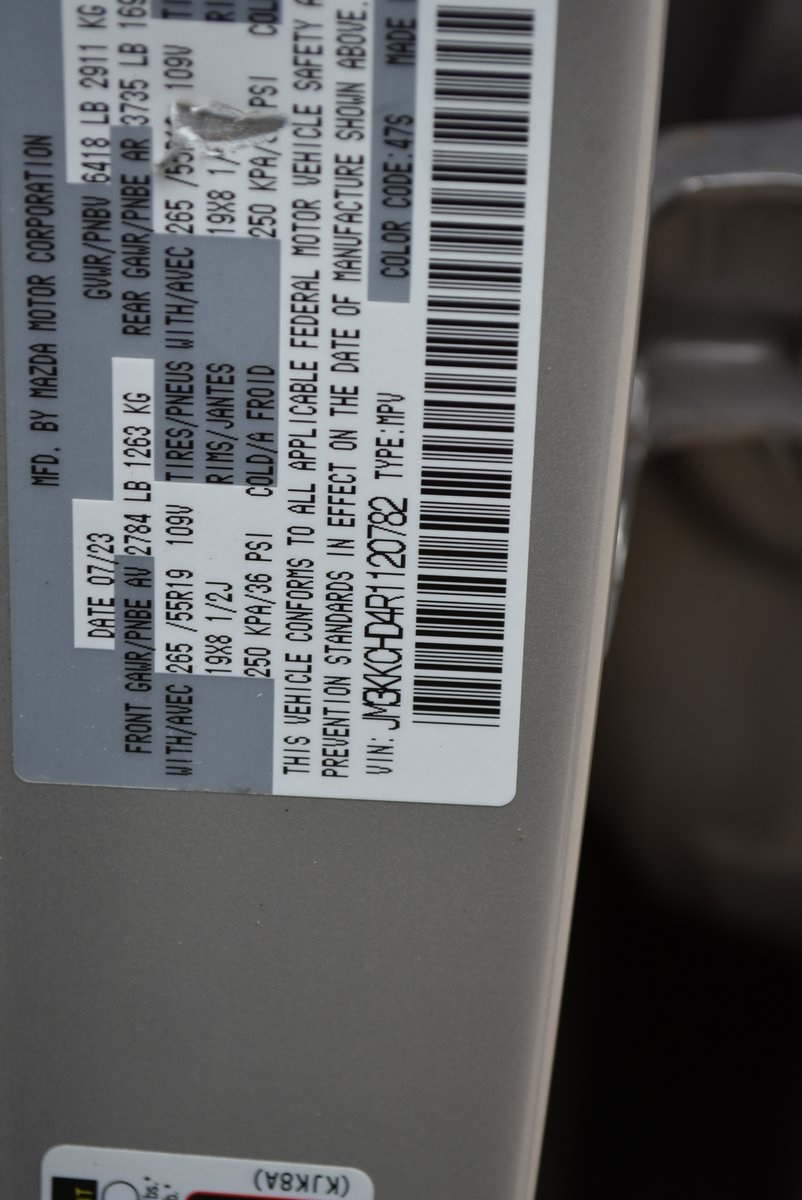 MFD. BY MAZDA MOTOR CORPORATION
DATE 07/23 GVWR/PNBV 6418 LB 2911 KG
FRONT GAWR/PNBE AV 2784 LB 1263 KG REAR GAWR/PNBE AR 3735 LB
WITH/AVEC 265 /55R19 109V TIRES/PNEUS WITH/AVEC 265 109V
19X8 1/2J RIMS/JANTES 19X8
250 KPA/36 PSI COLD/A FROID 250 KPA/ PSI
THIS VEHICLE CONFORMS TO ALL APPLICABLE FEDERAL MOTOR VEHICLE SAFETY
PREVENTION STANDARDS IN EFFECT ON THE DATE OF MANUFACTURE SHOWN ABOVE.
VIN: JM3KKCHD4R1120782 TYPE:MPV COLOR CODE:47S MADE
(KJK8A)